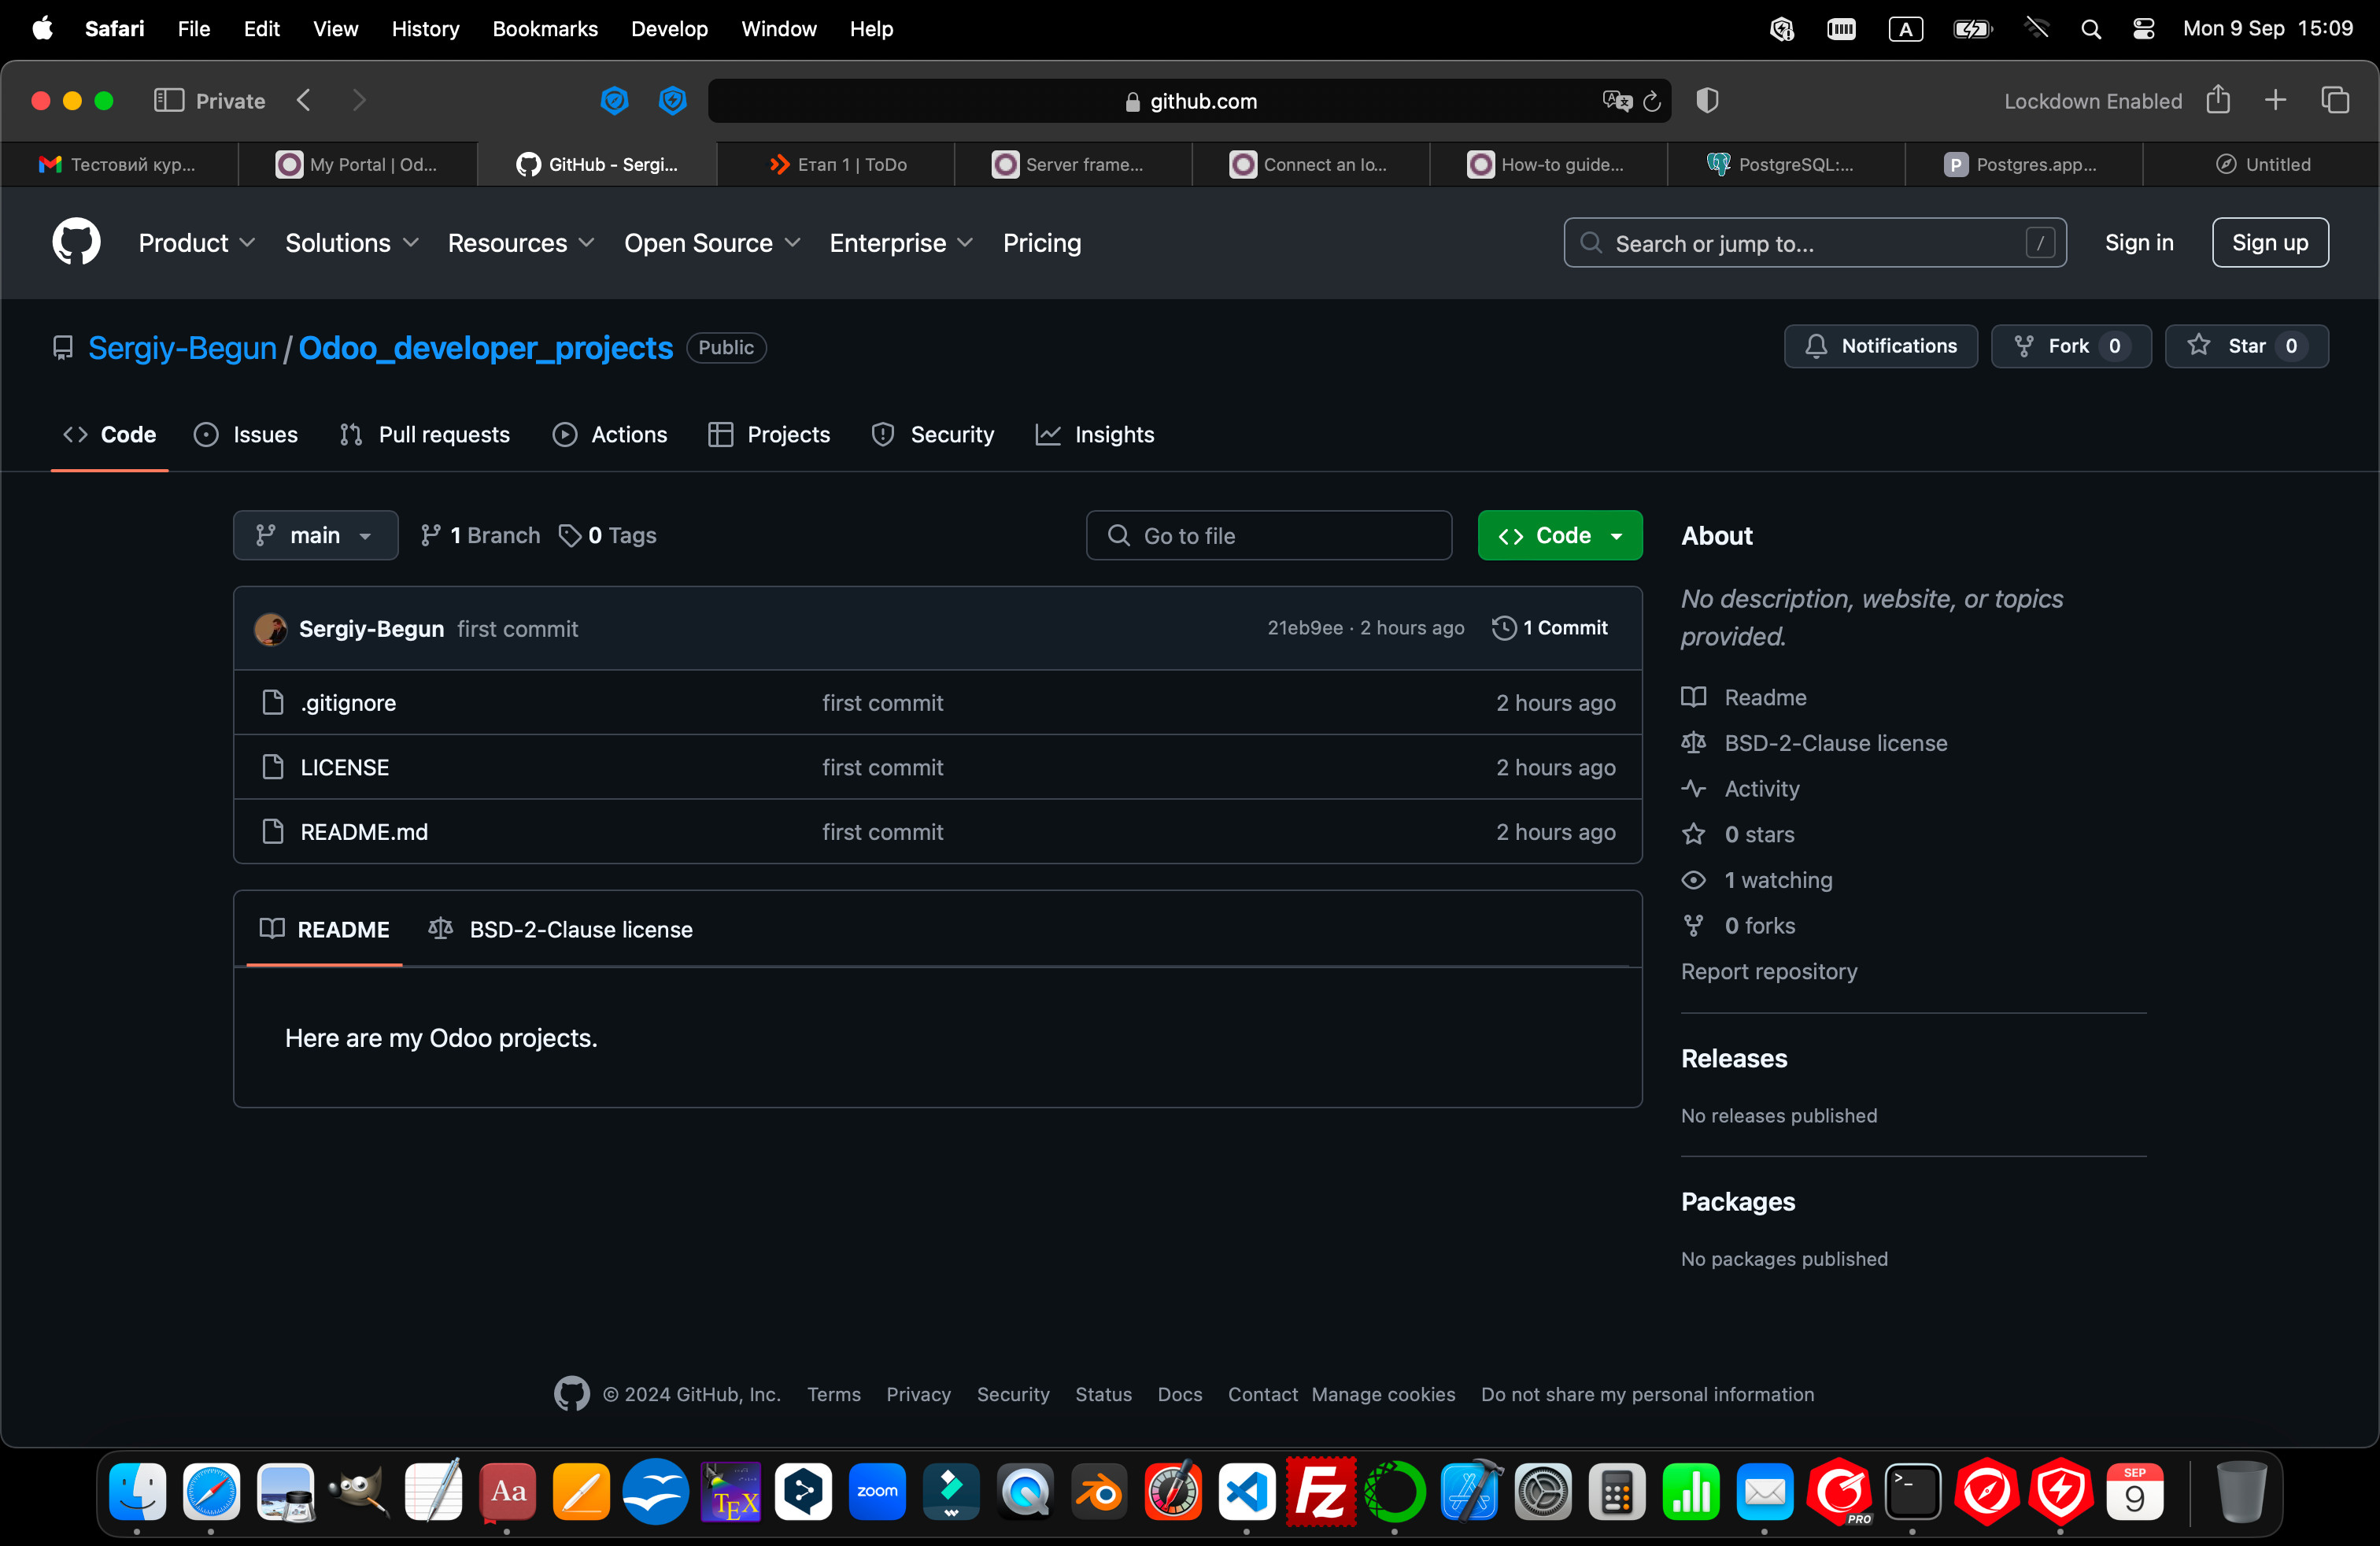 Safari File Edit View History Bookmarks Develop Window Help A Mon 9 Sep 15:09
Private github.com Lockdown Enabled
Тестовий кур... My Portal | Od... GitHub - Sergi... Етап 1 | ToDo Server frame... Connect an lo... How-to guide... PostgreSQL:... P Postgres.app... Untitled
Product Solutions Resources Open Source Enterprise Pricing Search or jump to... / Sign in Sign up
Sergiy-Begun / Odoo_developer_projects Public Notifications Fork 0 Star 0
Code Issues Pull requests Actions Projects Security Insights
main 1 Branch 0 Tags Go to file Code
Sergiy-Begun first commit 21eb9ee · 2 hours ago 1 Commit
.gitignore first commit 2 hours ago
LICENSE first commit 2 hours ago
README.md first commit 2 hours ago
README BSD-2-Clause license
Here are my Odoo projects.
About
No description, website, or topics
provided.
Readme
BSD-2-Clause license
Activity
0 stars
1 watching
0 forks
Report repository
Releases
No releases published
Packages
No packages published
© 2024 GitHub, Inc. Terms Privacy Security Status Docs Contact Manage cookies Do not share my personal information
Aa TEX zoom Fz >_ PRO SEP
9